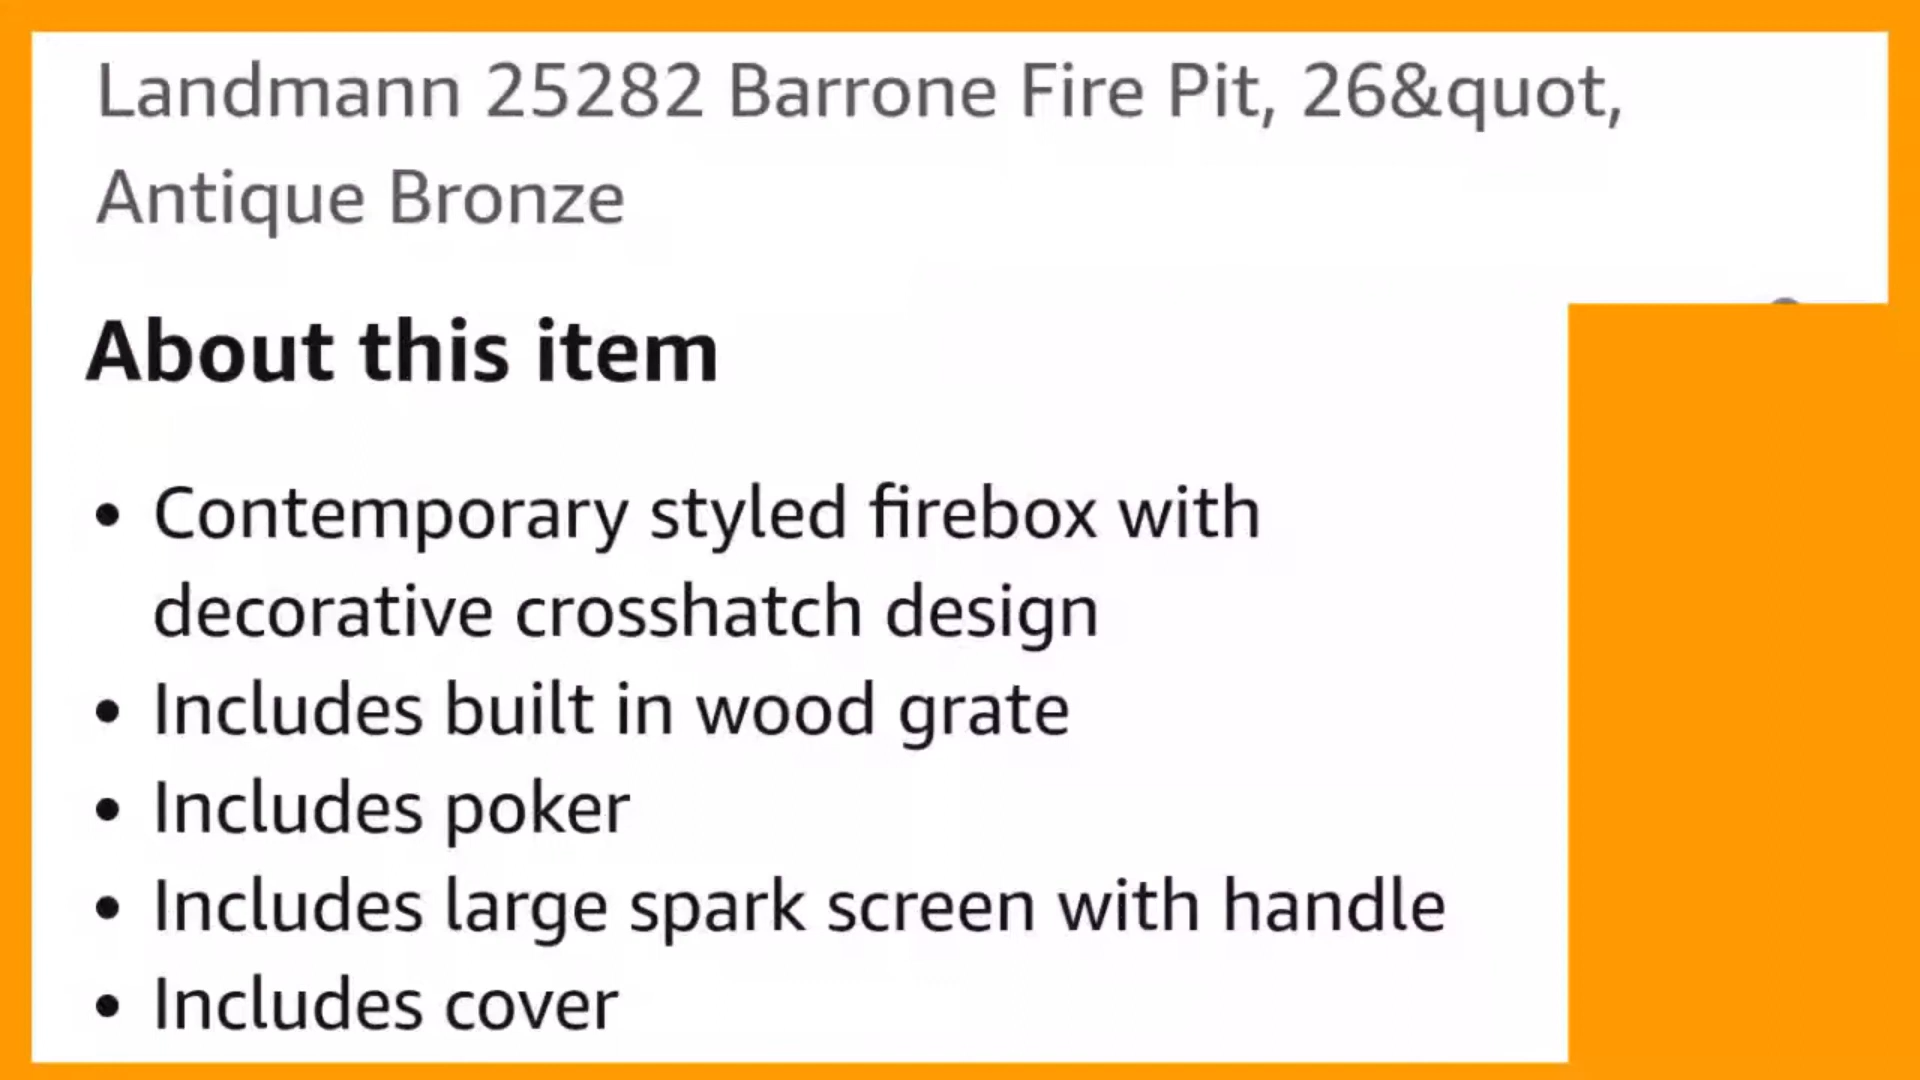 Landmann 25282 Barrone Fire Pit, 26&quot,
Antique Bronze
About this item
• Contemporary styled firebox with
decorative crosshatch design
• Includes built in wood grate
• Includes poker
• Includes large spark screen with handle
• Includes cover